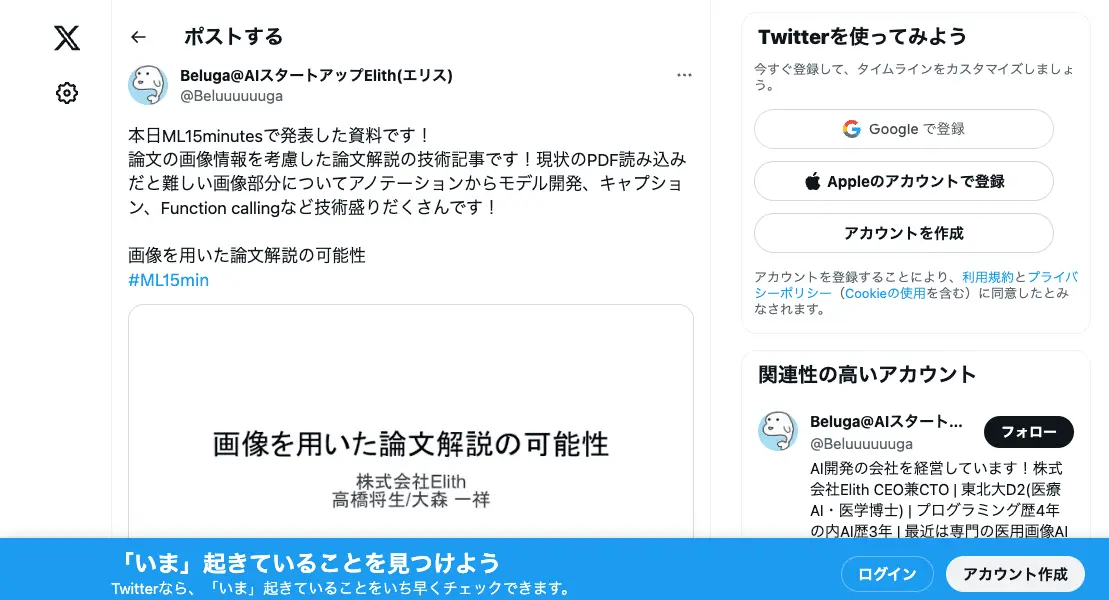 ポストする
Beluga@AIスタートアップElith(エリス)
@Beluuuuuuga
本日ML15minutesで発表した資料です！
論文の画像情報を考慮した論文解説の技術記事です！現状のPDF読み込み
だと難しい画像部分についてアノテーションからモデル開発、キャプショ
ン、Function callingなど技術盛りだくさんです！
画像を用いた論文解説の可能性
#ML15min
画像を用いた論文解説の可能性
株式会社Elith
高橋将生/大森 一祥
Twitterを使ってみよう
今すぐ登録して、タイムラインをカスタマイズしましょ
う。
Google で登録
Appleのアカウントで登録
アカウントを作成
アカウントを登録することにより、利用規約とプライバ
シーポリシー（Cookieの使用を含む）に同意したとみ
なされます。
関連性の高いアカウント
Beluga@AIスタート...
@Beluuuuuuga
フォロー
AI開発の会社を経営しています！株式
会社Elith CEO兼CTO | 東北大D2(医療
AI・医学博士) | プログラミング歴4年
の内AI歴3年 | 最近は専門の医用画像AI
「いま」起きていることを見つけよう
Twitterなら、「いま」起きていることをいち早くチェックできます。
ログイン
アカウント作成